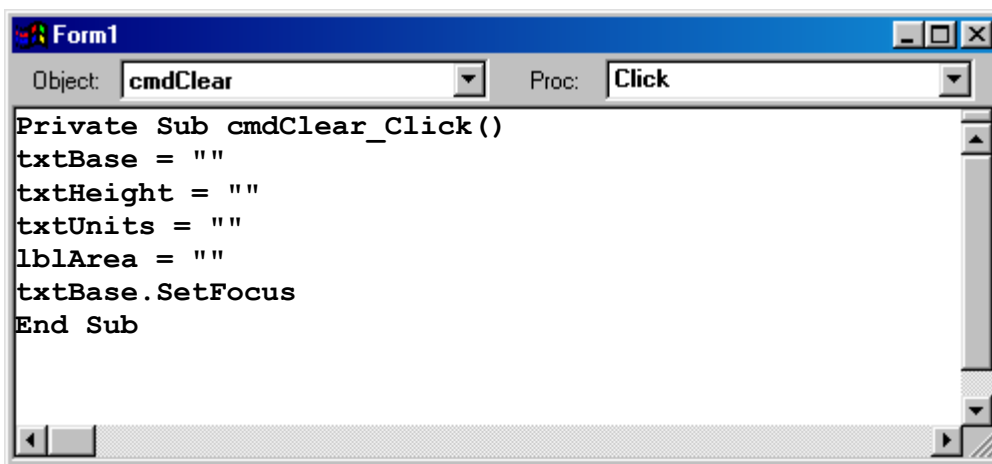 Form1
Object: cmdClear Proc: Click
Private Sub cmdClear_Click()
txtBase = ""
txtHeight = ""
txtUnits = ""
lblArea = ""
txtBase.SetFocus
End Sub